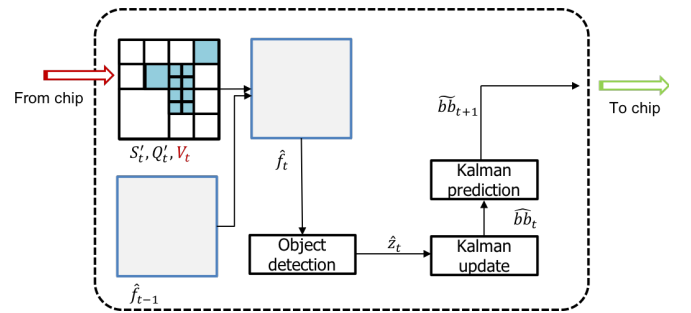 From chip
S′ₜ, Q′ₜ, Vₜ
f̂ₜ
f̂ₜ₋₁
Object
detection
ẑₜ
Kalman
update
b̂bₜ
Kalman
prediction
b̃bₜ₊₁
To chip